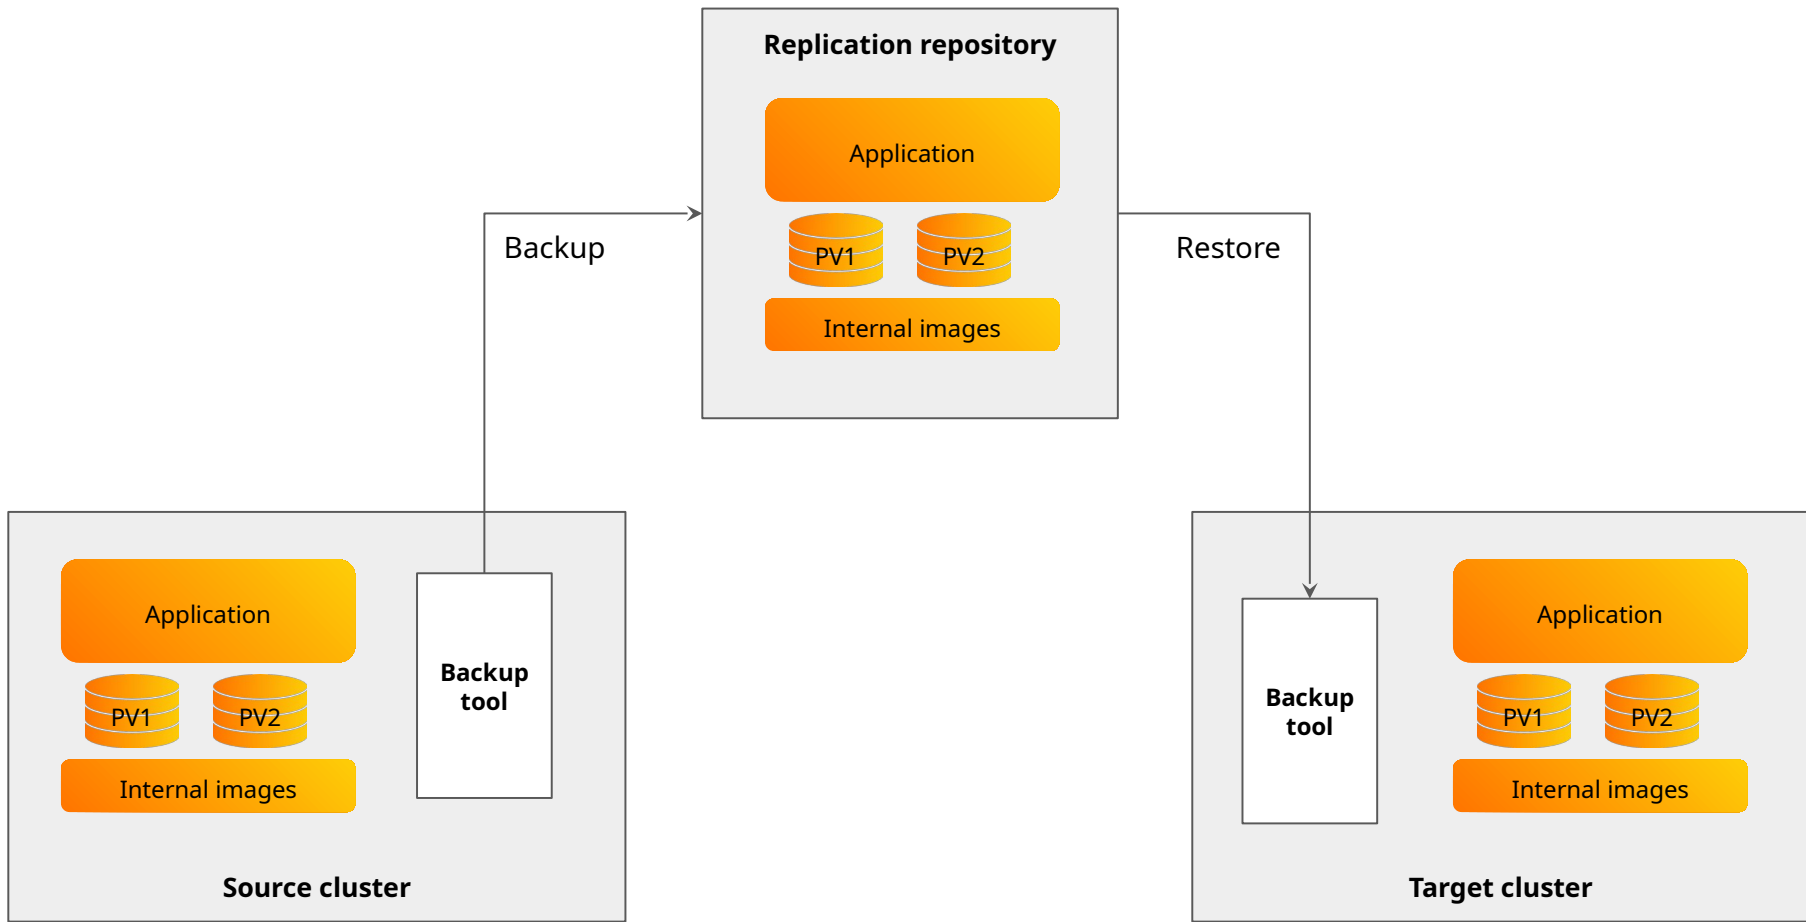 Replication repository
Application
PV1
PV2
Internal images
Backup
Restore
Application
PV1
PV2
Internal images
Backup
tool
Source cluster
Backup
tool
Application
PV1
PV2
Internal images
Target cluster